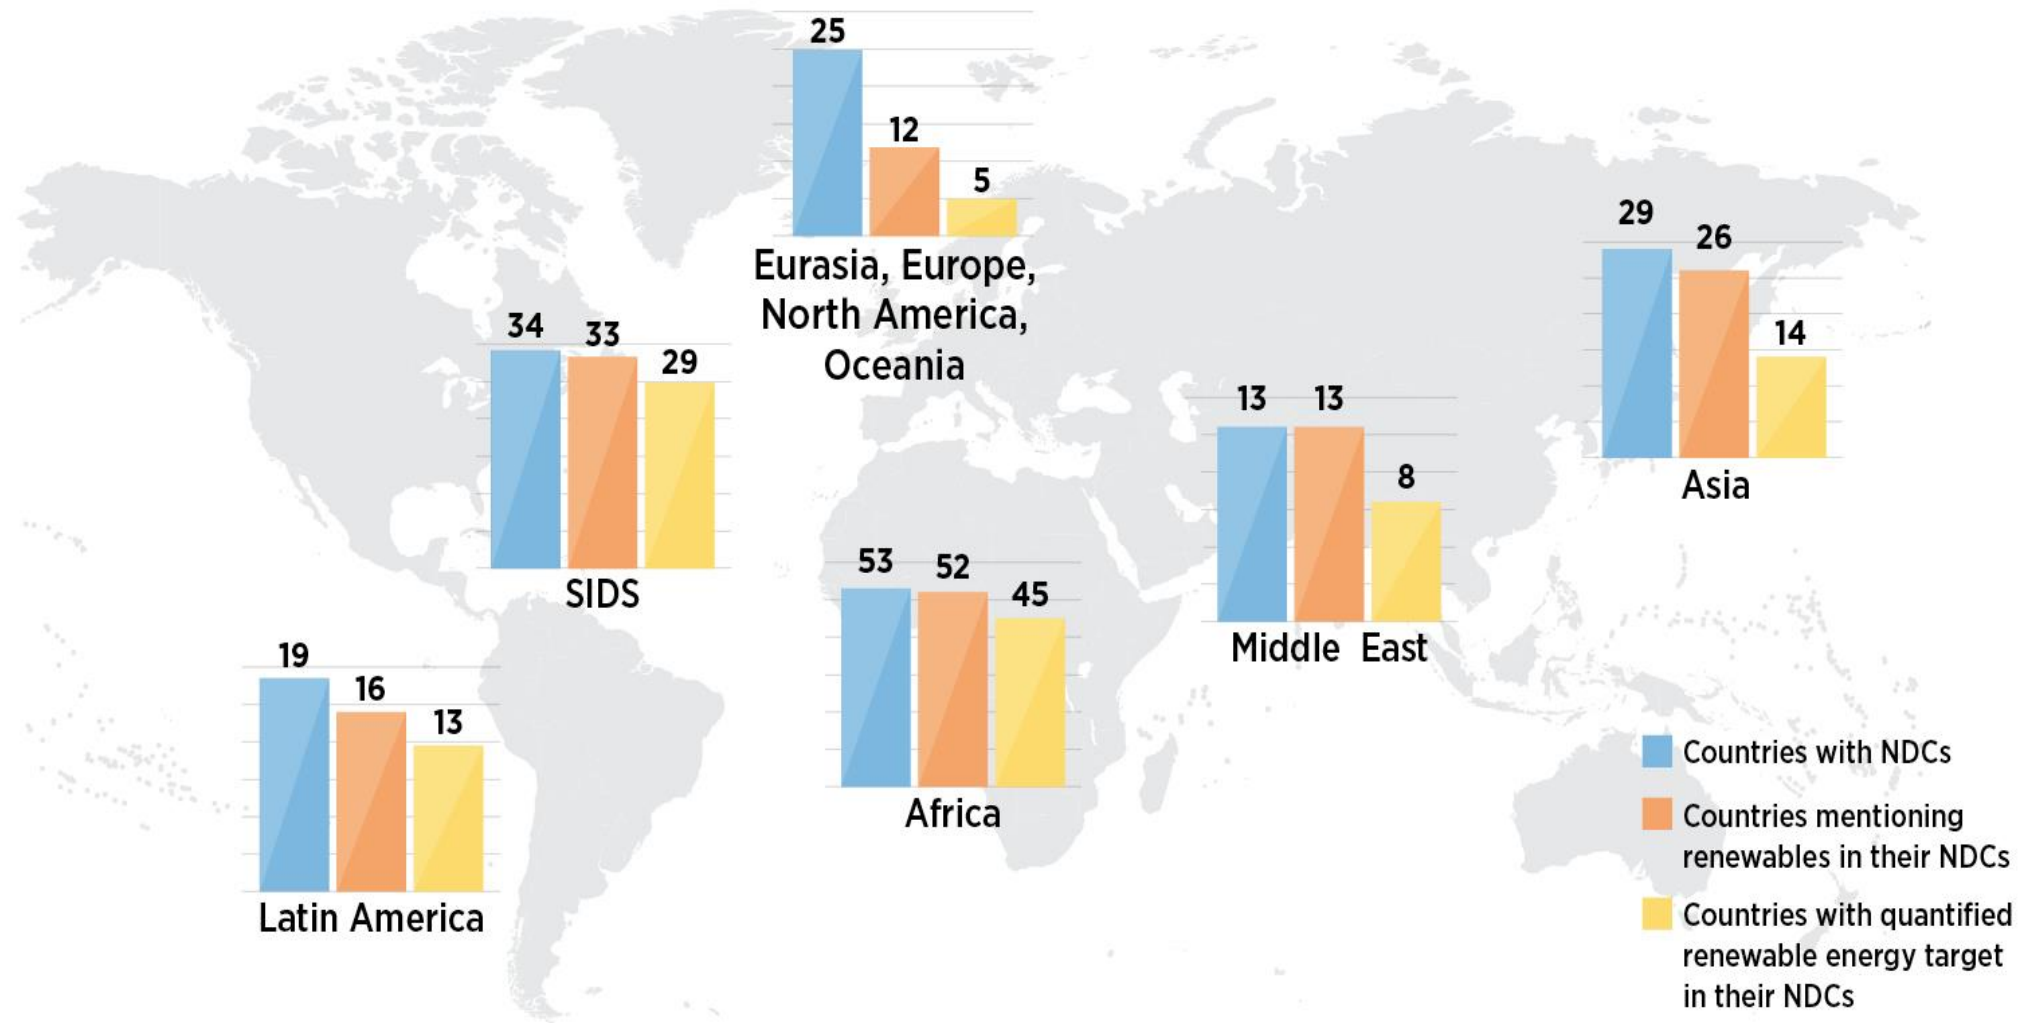 25
12
5
Eurasia, Europe,
North America,
Oceania
29
26
14
Asia
34
33
29
SIDS
13
13
8
Middle East
53
52
45
Africa
19
16
13
Latin America
Countries with NDCs
Countries mentioning
renewables in their NDCs
Countries with quantified
renewable energy target
in their NDCs